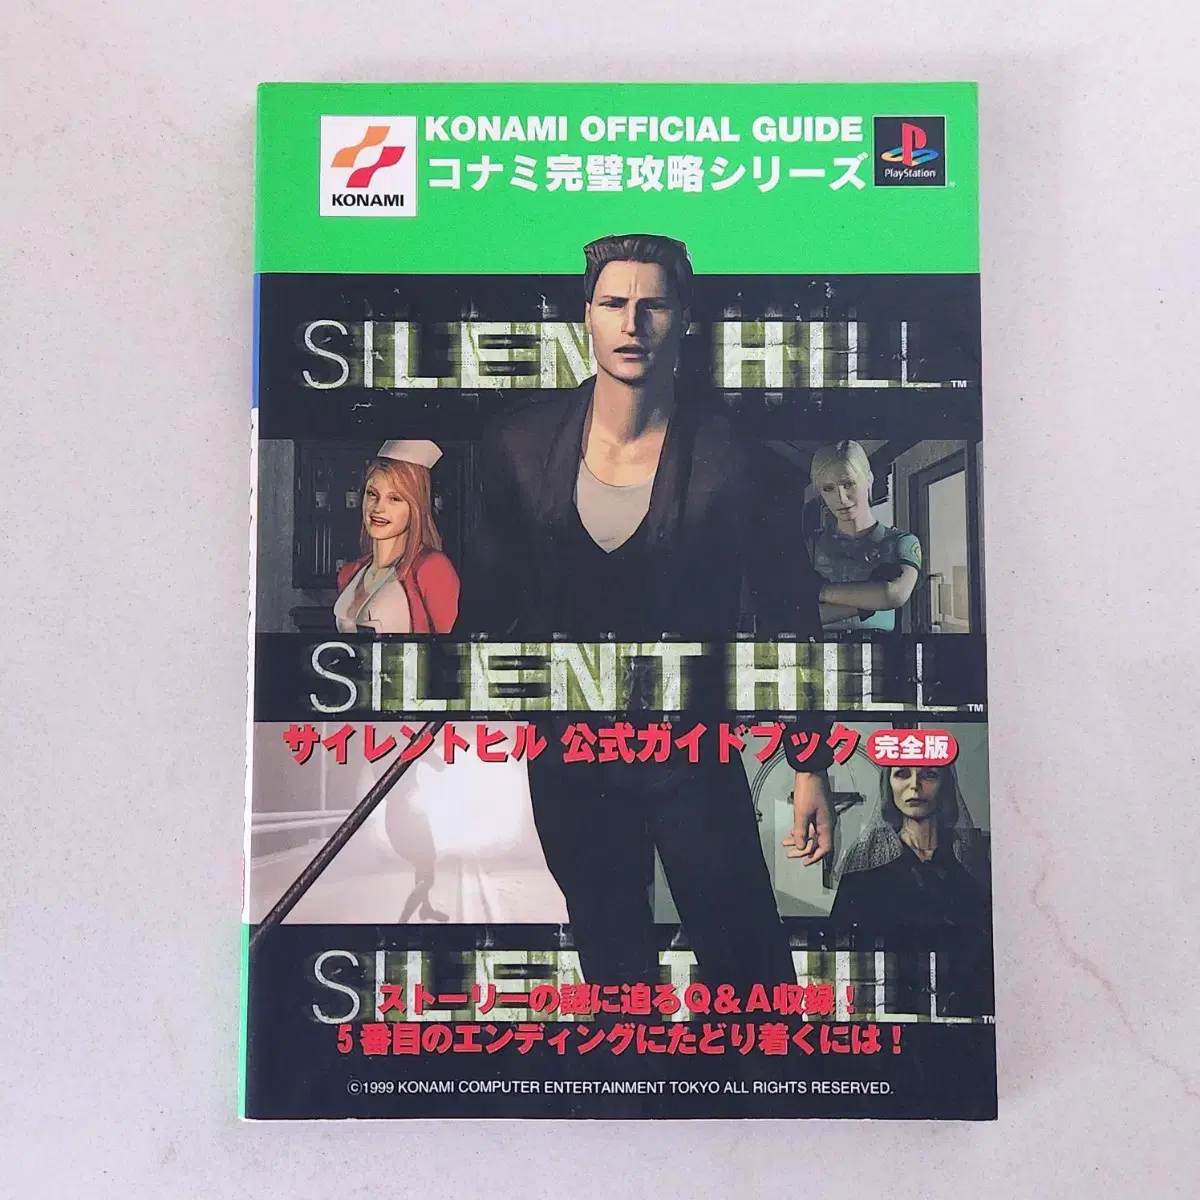 KONAMI OFFICIAL GUIDE
コナミ完璧攻略シリーズ
KONAMI
PlayStation
SILENT HILL™
SILENT HILL™
サイレントヒル 公式ガイドブック 完全版
SILENT HILL™
ストーリーの謎に迫るQ&A収録!
5番目のエンディングにたどり着くには!
©1999 KONAMI COMPUTER ENTERTAINMENT TOKYO ALL RIGHTS RESERVED.